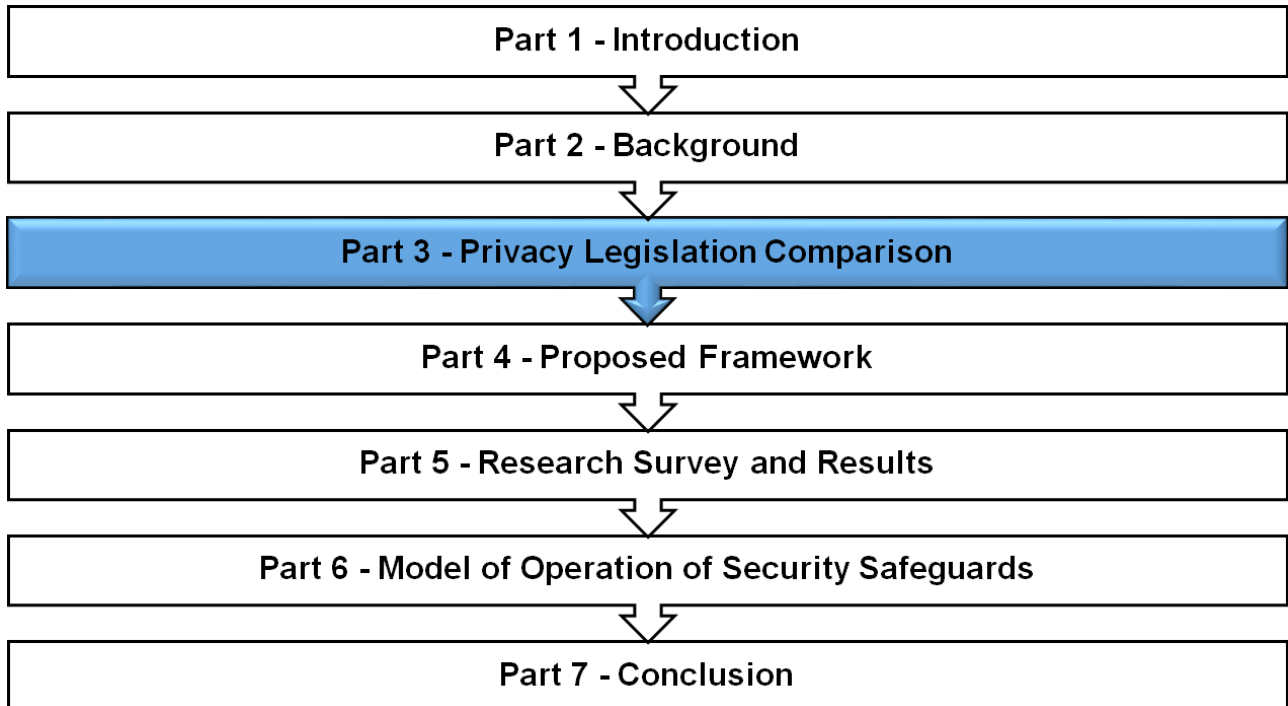 Part 1 - Introduction
Part 2 - Background
Part 3 - Privacy Legislation Comparison
Part 4 - Proposed Framework
Part 5 - Research Survey and Results
Part 6 - Model of Operation of Security Safeguards
Part 7 - Conclusion